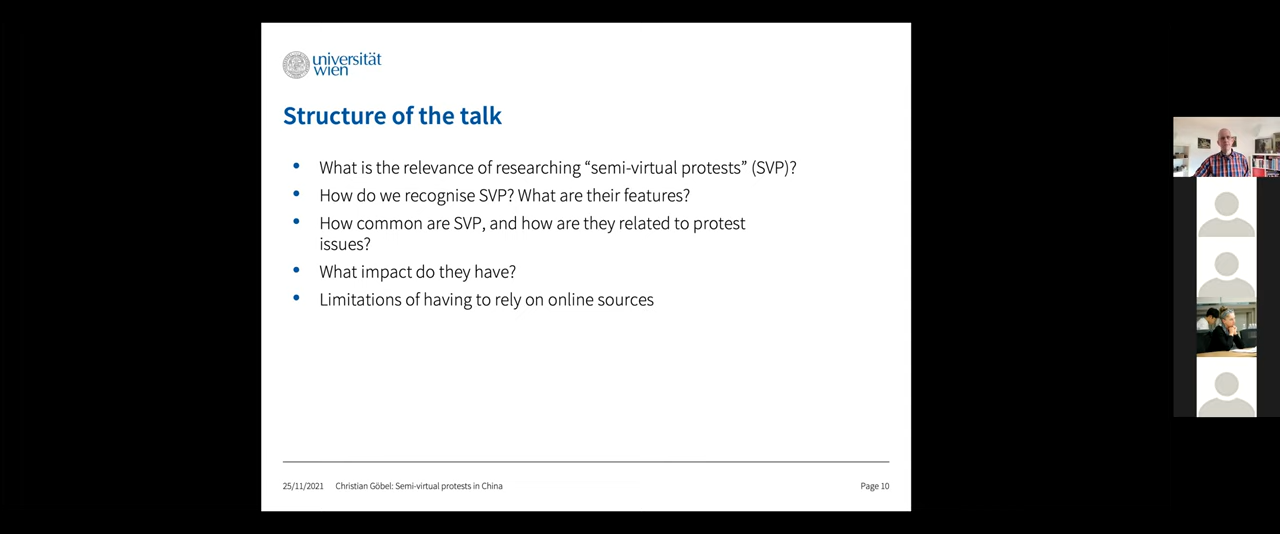 universität
wien
Structure of the talk
• What is the relevance of researching “semi-virtual protests” (SVP)?
• How do we recognise SVP? What are their features?
• How common are SVP, and how are they related to protest
issues?
• What impact do they have?
• Limitations of having to rely on online sources
25/11/2021 Christian Göbel: Semi-virtual protests in China Page 10